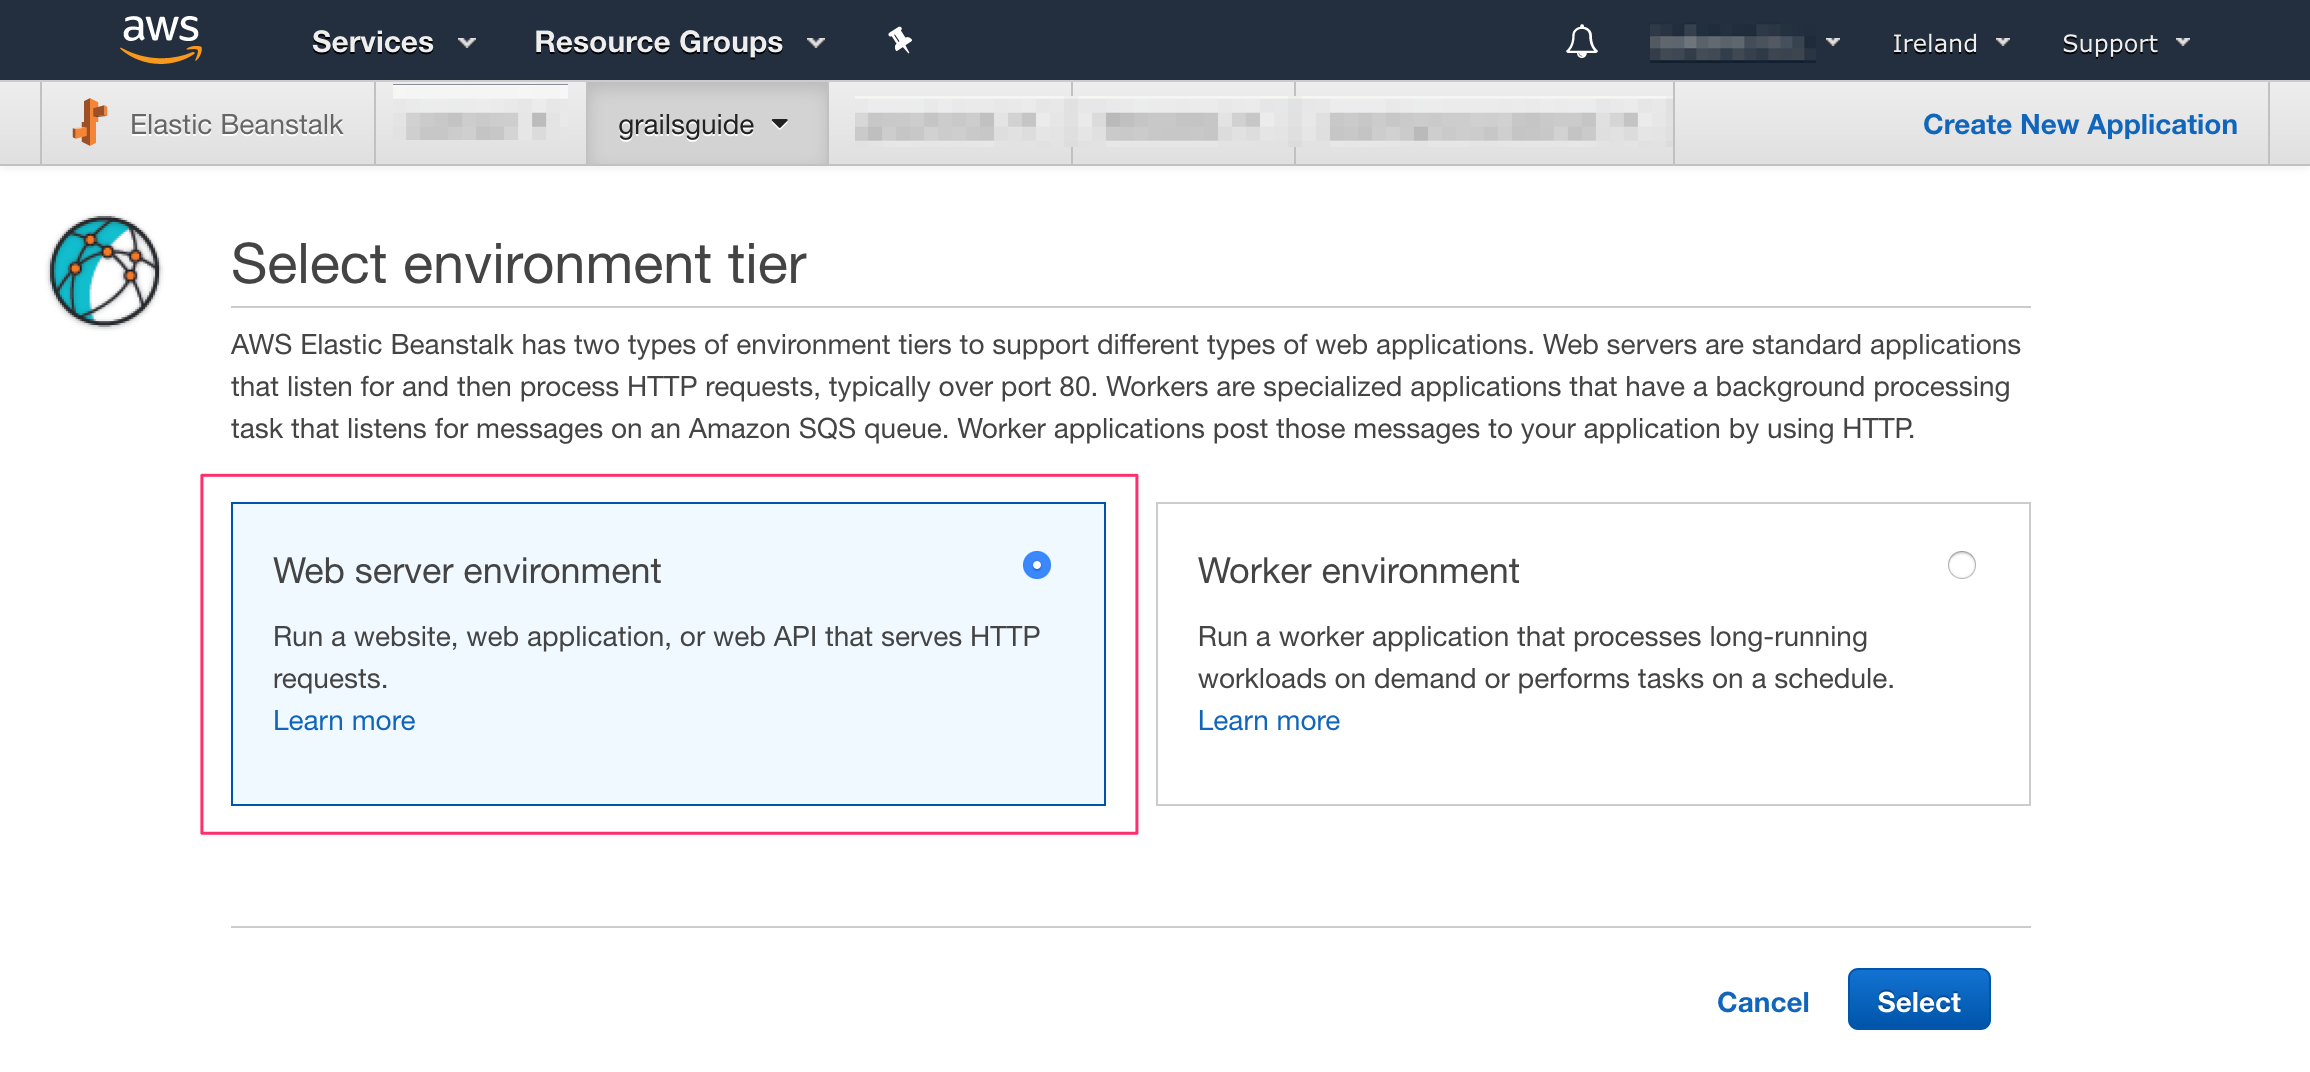 aws Services Resource Groups Ireland Support
Elastic Beanstalk grailsguide Create New Application
Select environment tier
AWS Elastic Beanstalk has two types of environment tiers to support different types of web applications. Web servers are standard applications
that listen for and then process HTTP requests, typically over port 80. Workers are specialized applications that have a background processing
task that listens for messages on an Amazon SQS queue. Worker applications post those messages to your application by using HTTP.
Web server environment
Run a website, web application, or web API that serves HTTP
requests.
Learn more
Worker environment
Run a worker application that processes long-running
workloads on demand or performs tasks on a schedule.
Learn more
Cancel Select